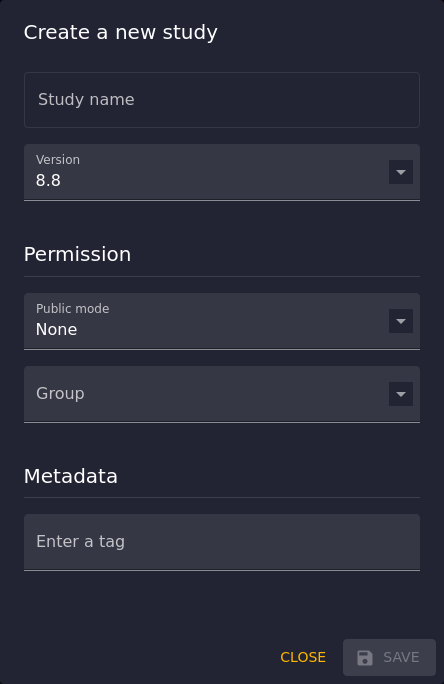 Create a new study
Study name
Version
8.8
Permission
Public mode
None
Group
Metadata
Enter a tag
CLOSE
SAVE